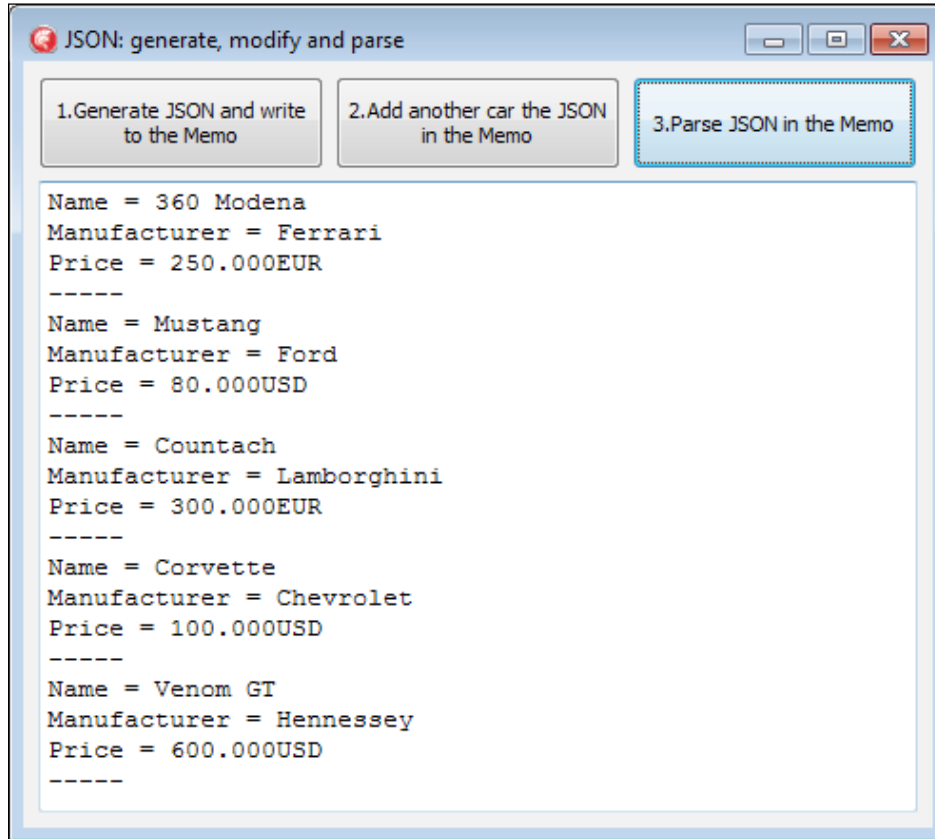 JSON: generate, modify and parse
1.Generate JSON and write
to the Memo
2.Add another car the JSON
in the Memo
3.Parse JSON in the Memo
Name = 360 Modena
Manufacturer = Ferrari
Price = 250.000EUR
-----
Name = Mustang
Manufacturer = Ford
Price = 80.000USD
-----
Name = Countach
Manufacturer = Lamborghini
Price = 300.000EUR
-----
Name = Corvette
Manufacturer = Chevrolet
Price = 100.000USD
-----
Name = Venom GT
Manufacturer = Hennessey
Price = 600.000USD
-----